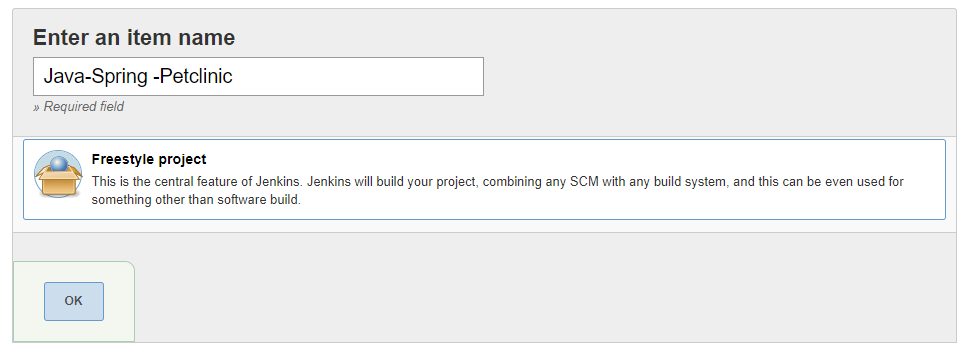 Enter an item name
Java-Spring -Petclinic
» Required field
Freestyle project
This is the central feature of Jenkins. Jenkins will build your project, combining any SCM with any build system, and this can be even used for
something other than software build.
OK